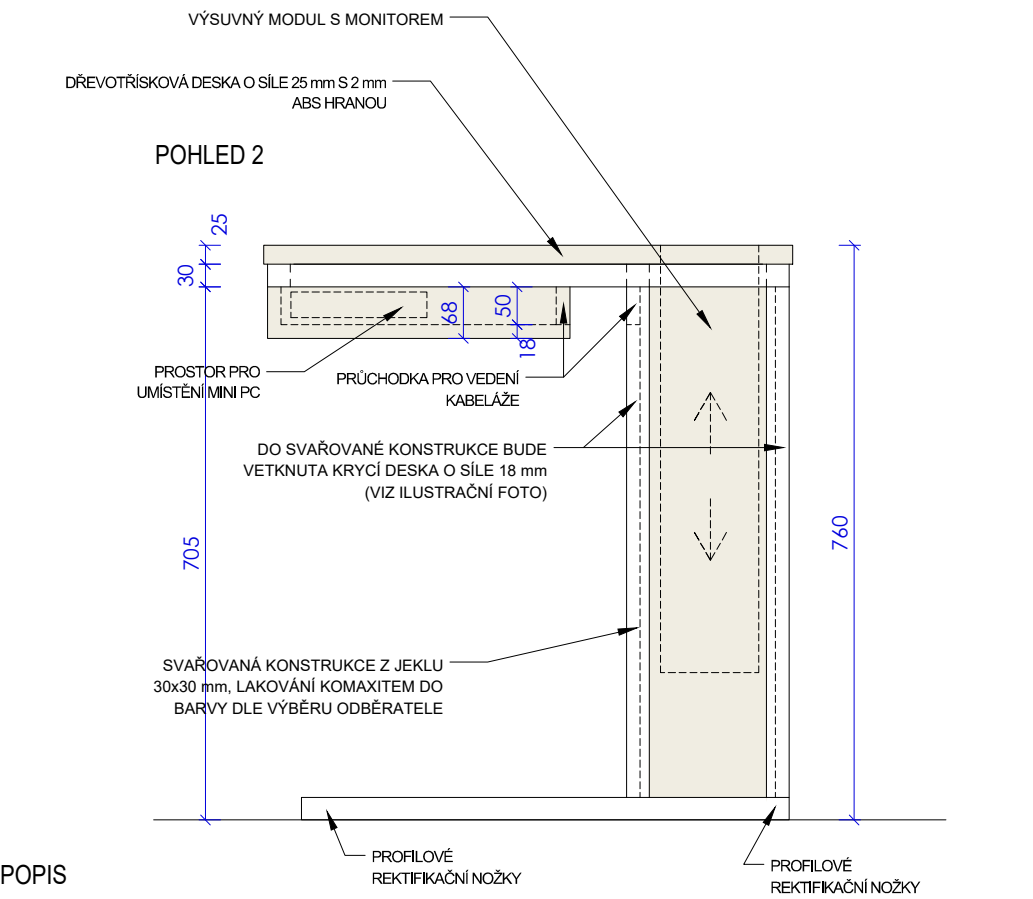 VÝSUVNÝ MODUL S MONITOREM
DŘEVOTŘÍSKOVÁ DESKA O SÍLE 25 mm S 2 mm
ABS HRANOU
POHLED 2
25
30
68
50
18
PROSTOR PRO
UMÍSTĚNÍ MINI PC
PRŮCHODKA PRO VEDENÍ
KABELÁŽE
DO SVAŘOVANÉ KONSTRUKCE BUDE
VETKNUTA KRYCÍ DESKA O SÍLE 18 mm
(VIZ ILUSTRAČNÍ FOTO)
705
760
SVAŘOVANÁ KONSTRUKCE Z JEKLU
30x30 mm, LAKOVÁNÍ KOMAXITEM DO
BARVY DLE VÝBĚRU ODBĚRATELE
PROFILOVÉ
REKTIFIKAČNÍ NOŽKY
PROFILOVÉ
REKTIFIKAČNÍ NOŽKY
POPIS